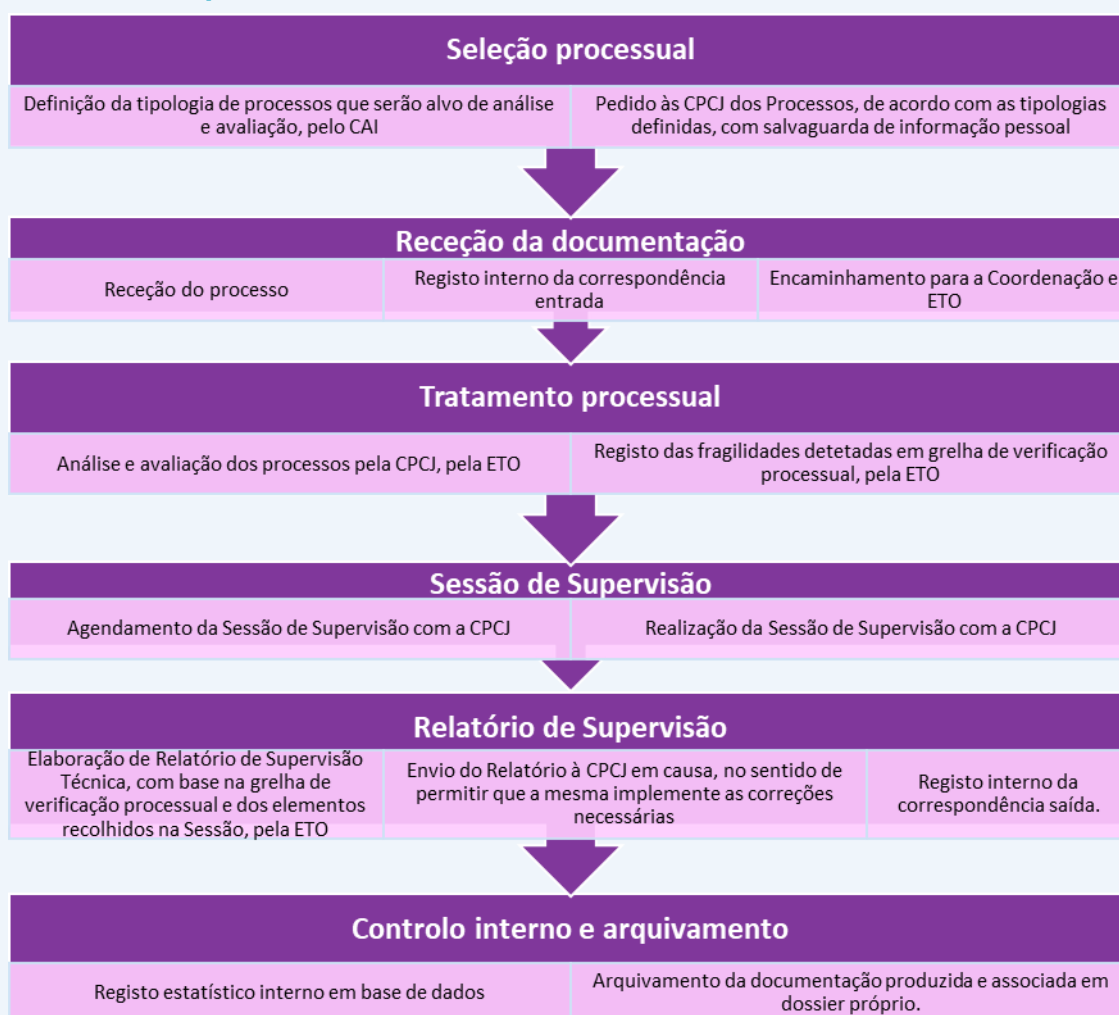 Seleção processual
Definição da tipologia de processos que serão alvo de análise
e avaliação, pelo CAI
Pedido às CPCJ dos Processos, de acordo com as tipologias
definidas, com salvaguarda de informação pessoal
Receção da documentação
Receção do processo
Registo interno da correspondência
entrada
Encaminhamento para a Coordenação e
ETO
Tratamento processual
Análise e avaliação dos processos pela CPCJ, pela ETO
Registo das fragilidades detetadas em grelha de verificação
processual, pela ETO
Sessão de Supervisão
Agendamento da Sessão de Supervisão com a CPCJ
Realização da Sessão de Supervisão com a CPCJ
Relatório de Supervisão
Elaboração de Relatório de Supervisão
Técnica, com base na grelha de
verificação processual e dos elementos
recolhidos na Sessão, pela ETO
Envio do Relatório à CPCJ em causa, no sentido de
permitir que a mesma implemente as correções
necessárias
Registo interno da
correspondência saída.
Controlo interno e arquivamento
Registo estatístico interno em base de dados
Arquivamento da documentação produzida e associada em
dossier próprio.